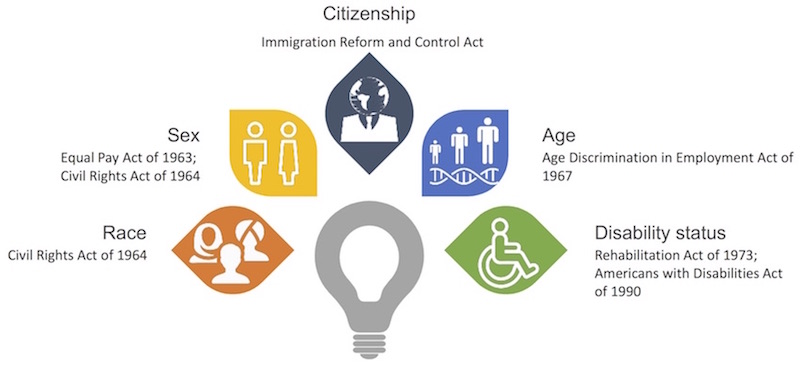 Citizenship
Immigration Reform and Control Act
Sex
Equal Pay Act of 1963;
Civil Rights Act of 1964
Age
Age Discrimination in Employment Act of
1967
Race
Civil Rights Act of 1964
Disability status
Rehabilitation Act of 1973;
Americans with Disabilities Act
of 1990